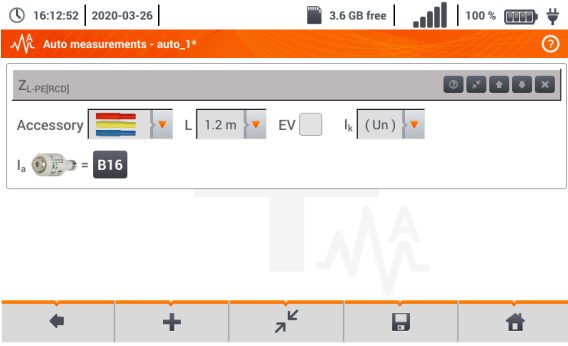 16:12:52 2020-03-26 3.6 GB free 100 %
Auto measurements - auto_1*
ZL-PE[RCD]
Accessory L 1.2 m EV Ik ( Un )
Ia = B16